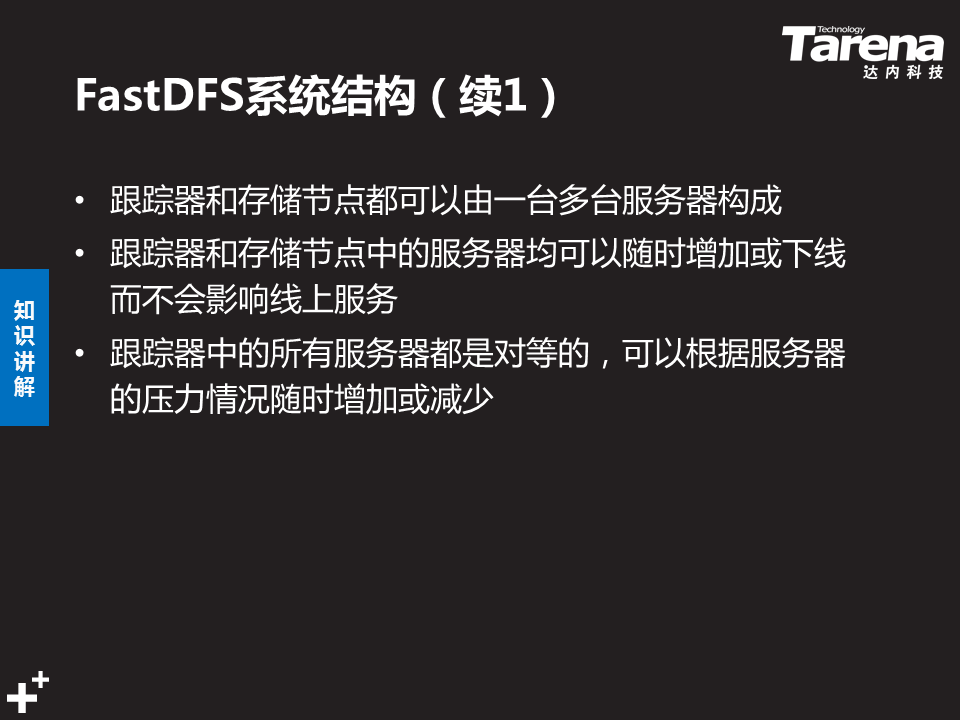 Technology
Tarena
达内科技
FastDFS系统结构（续1）
• 跟踪器和存储节点都可以由一台多台服务器构成
• 跟踪器和存储节点中的服务器均可以随时增加或下线
而不会影响线上服务
• 跟踪器中的所有服务器都是对等的，可以根据服务器
的压力情况随时增加或减少
知
识
讲
解